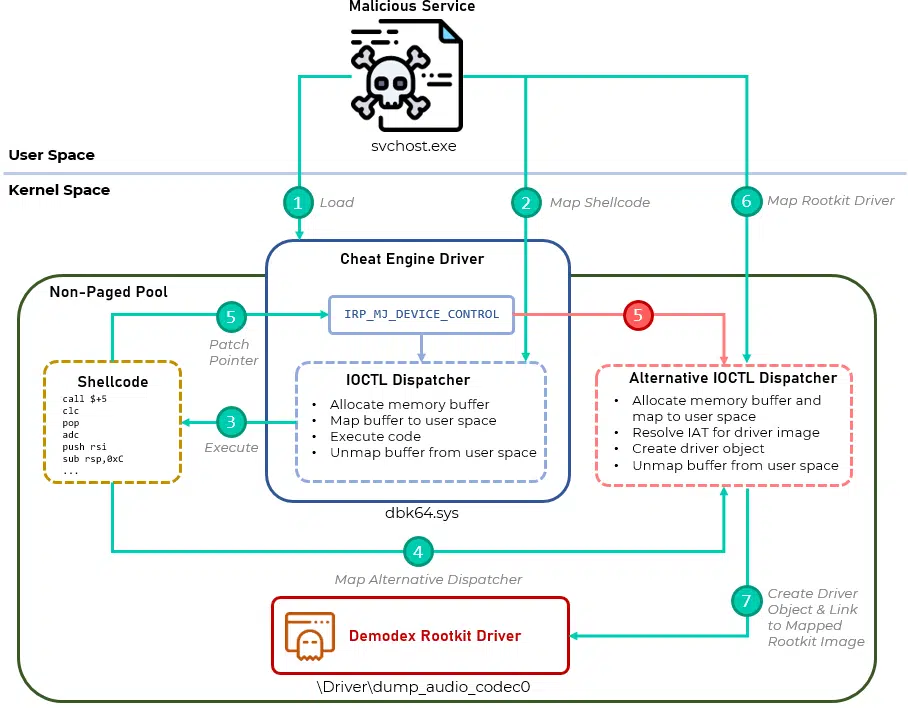 Malicious Service
svchost.exe
User Space
Kernel Space
1
Load
2
Map Shellcode
6
Map Rootkit Driver
Cheat Engine Driver
Non-Paged Pool
IRP_MJ_DEVICE_CONTROL
5
Patch
Pointer
5
Shellcode
call $+5
clc
pop
adc
push rsi
sub rsp,0xC
...
3
Execute
IOCTL Dispatcher
• Allocate memory buffer
• Map buffer to user space
• Execute code
• Unmap buffer from user space
dbk64.sys
Alternative IOCTL Dispatcher
• Allocate memory buffer and
map to user space
• Resolve IAT for driver image
• Create driver object
• Unmap buffer from user space
4
Map Alternative Dispatcher
7
Create Driver
Object & Link
to Mapped
Rootkit Image
Demodex Rootkit Driver
\Driver\dump_audio_codec0